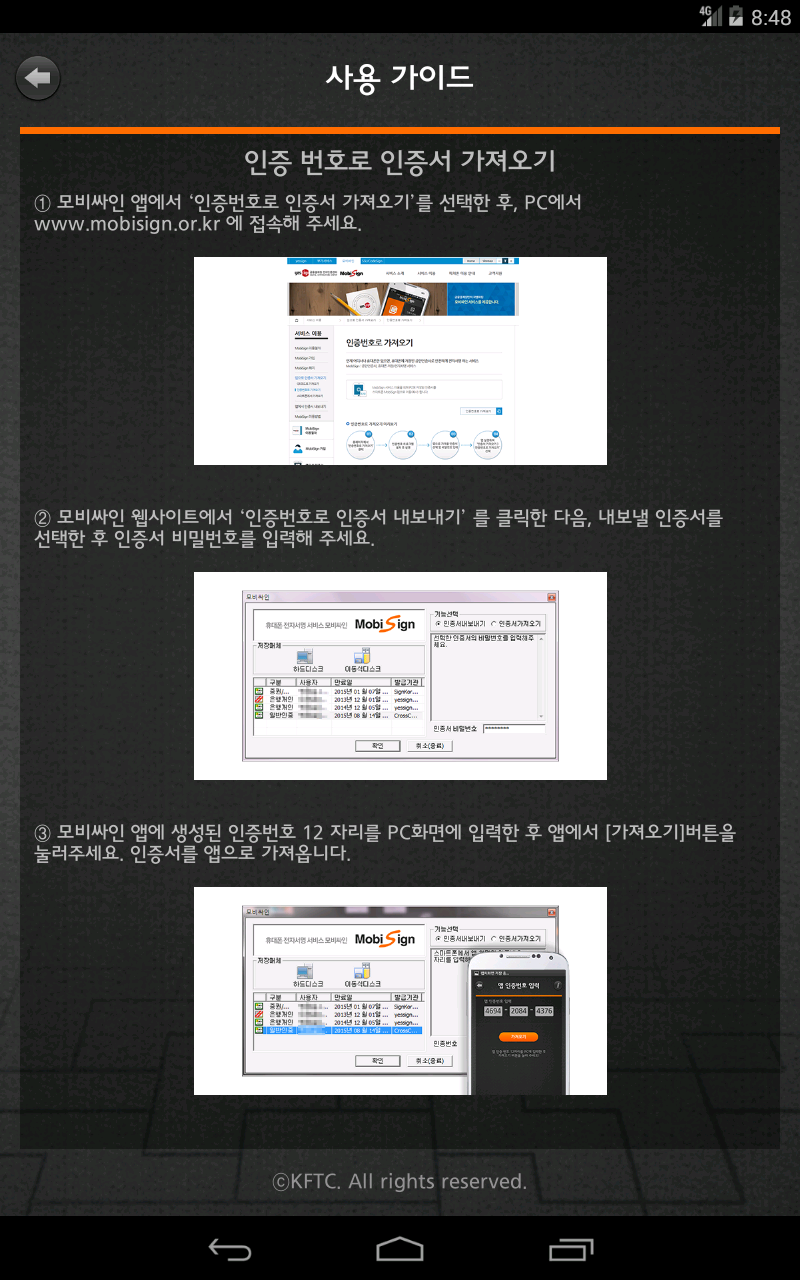 4G 8:48
사용 가이드
인증 번호로 인증서 가져오기
① 모비싸인 앱에서 ‘인증번호로 인증서 가져오기’를 선택한 후, PC에서
www.mobisign.or.kr 에 접속해 주세요.
MobiSign
서비스 소개
고객지원
서비스 이용
인증번호로 가져오기
② 모비싸인 웹사이트에서 ‘인증번호로 인증서 내보내기’ 를 클릭한 다음, 내보낼 인증서를
선택한 후 인증서 비밀번호를 입력해 주세요.
모비싸인
휴대폰 전자서명 서비스 모비싸인 MobiSign
기능선택
인증서내보내기 인증서가져오기
선택한 인증서의 비밀번호를 입력해주
세요.
저장매체
하드디스크 이동식디스크
구분 사용자 만료일 발급기관
증권/... 2015년 01월 07일 ... SignKor...
은행개인 2013년 12월 01일 ... yessign...
은행개인 2014년 12월 05일 ... yessign...
일반인증 2015년 08월 14일 ... CrossC...
인증서 비밀번호 ********
확인 취소(종료)
③ 모비싸인 앱에 생성된 인증번호 12 자리를 PC화면에 입력한 후 앱에서 [가져오기]버튼을
눌러주세요. 인증서를 앱으로 가져옵니다.
모비싸인
휴대폰 전자서명 서비스 모비싸인 MobiSign
기능선택
인증서내보내기 인증서가져오기
저장매체
하드디스크 이동식디스크
구분 사용자 만료일 발급기관
증권/... 2015년 01월 07일 ... SignKor...
은행개인 2013년 12월 01일 ... yessign...
은행개인 2014년 12월 05일 ... yessign...
일반인증 2015년 08월 14일 ... CrossC...
인증번호
확인 취소(종료)
앱 인증번호 입력
앱 인증번호 입력
4694 - 2084 - 4376
가져오기
ⓒKFTC. All rights reserved.